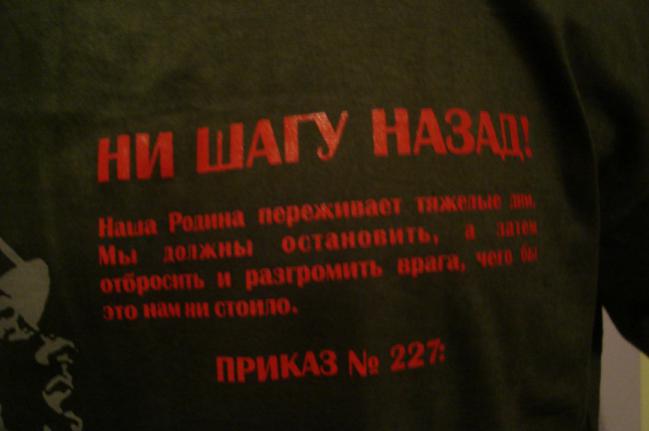 НИ ШАГУ НАЗАД!
Наша Родина переживает тяжелые дни.
Мы должны остановить, а затем
отбросить и разгромить врага, чего бы
это нам ни стоило.
ПРИКАЗ № 227: